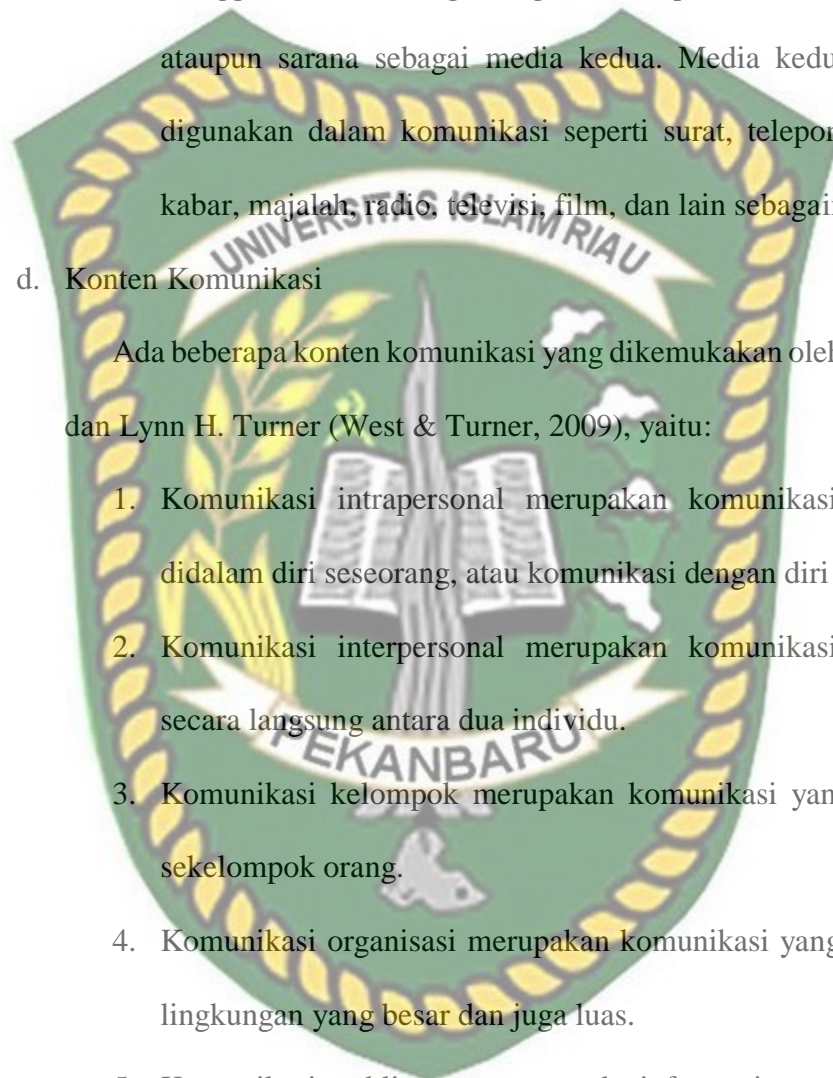 ataupun sarana sebagai media kedua. Media
digunakan dalam komunikasi seperti surat,
kabar, majalah, radio, televisi, film, dan lain
UNIVERSITAS ISLAM RIAU
d. Konten Komunikasi
Ada beberapa konten komunikasi yang dikemukakan oleh
dan Lynn H. Turner (West & Turner, 2009), yaitu:
1. Komunikasi intrapersonal merupakan komunikasi
didalam diri seseorang, atau komunikasi dengan diri
2. Komunikasi interpersonal merupakan komunikasi
secara langsung antara dua individu.
PEKANBARU
3. Komunikasi kelompok merupakan komunikasi
sekelompok orang.
4. Komunikasi organisasi merupakan komunikasi yang
lingkungan yang besar dan juga luas.